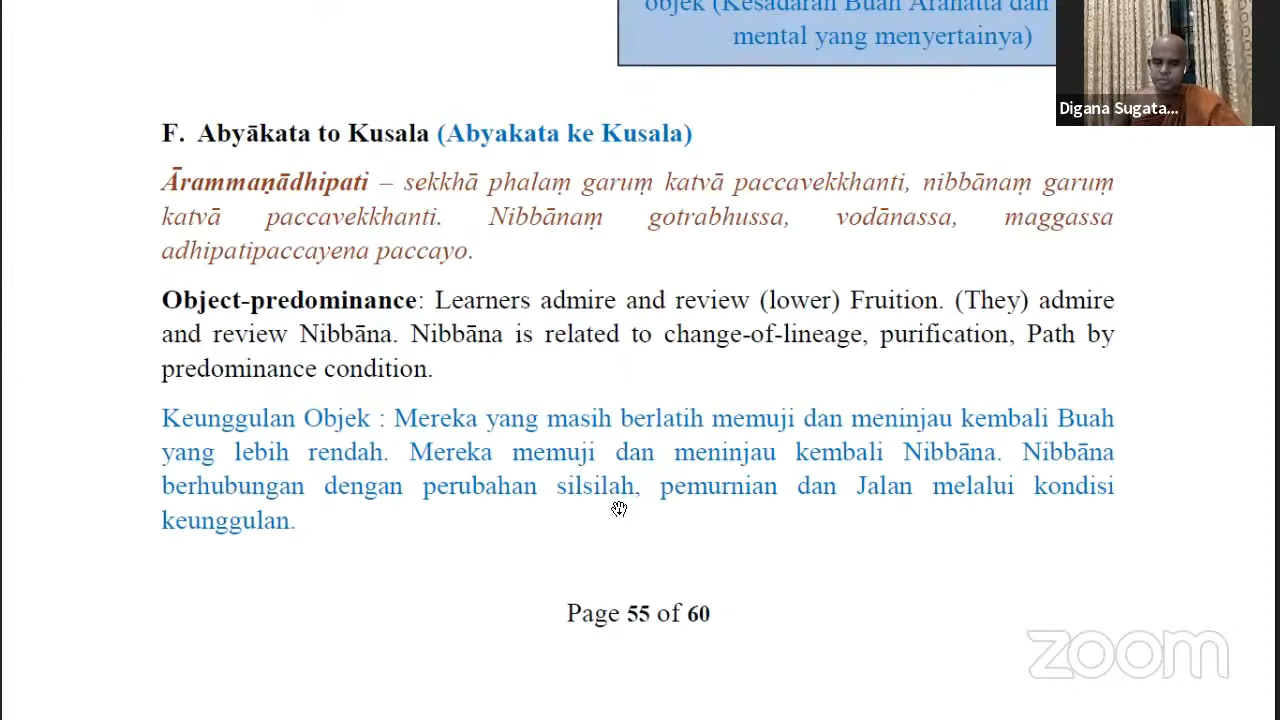 objek (Kesadaran Buah Arahatta dan
mental yang menyertainya)
Digana Sugata...
F. Abyākata to Kusala (Abyakata ke Kusala)
Ārammaṇādhipati – sekkhā phalaṃ garuṃ katvā paccavekkhanti, nibbānaṃ garuṃ
katvā paccavekkhanti. Nibbānaṃ gotrabhussa, vodānassa, maggassa
adhipatipaccayena paccayo.
Object-predominance: Learners admire and review (lower) Fruition. (They) admire
and review Nibbāna. Nibbāna is related to change-of-lineage, purification, Path by
predominance condition.
Keunggulan Objek : Mereka yang masih berlatih memuji dan meninjau kembali Buah
yang lebih rendah. Mereka memuji dan meninjau kembali Nibbāna. Nibbāna
berhubungan dengan perubahan silsilah, pemurnian dan Jalan melalui kondisi
keunggulan.
Page 55 of 60
zoom